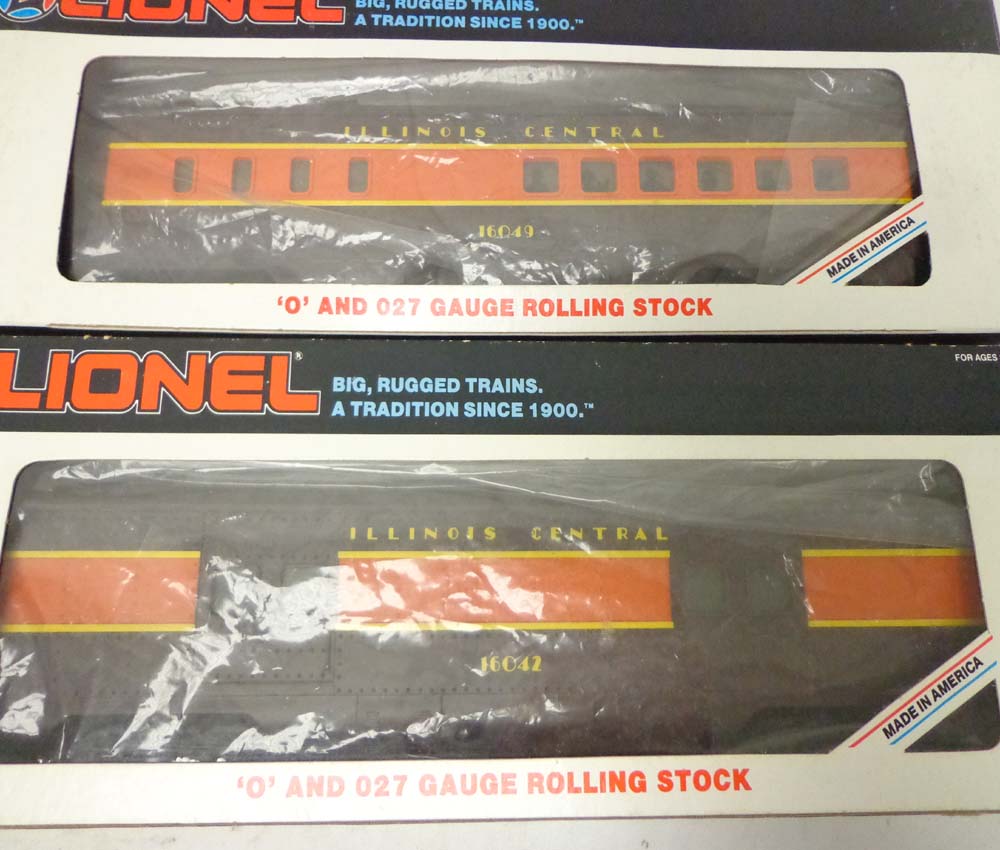 LIONEL
BIG, RUGGED TRAINS.
A TRADITION SINCE 1900.™
ILLINOIS CENTRAL
16049
MADE IN AMERICA
'O' AND 027 GAUGE ROLLING STOCK
LIONEL®
BIG, RUGGED TRAINS.
A TRADITION SINCE 1900.™
FOR AGES
ILLINOIS CENTRAL
16042
MADE IN AMERICA
'O' AND 027 GAUGE ROLLING STOCK